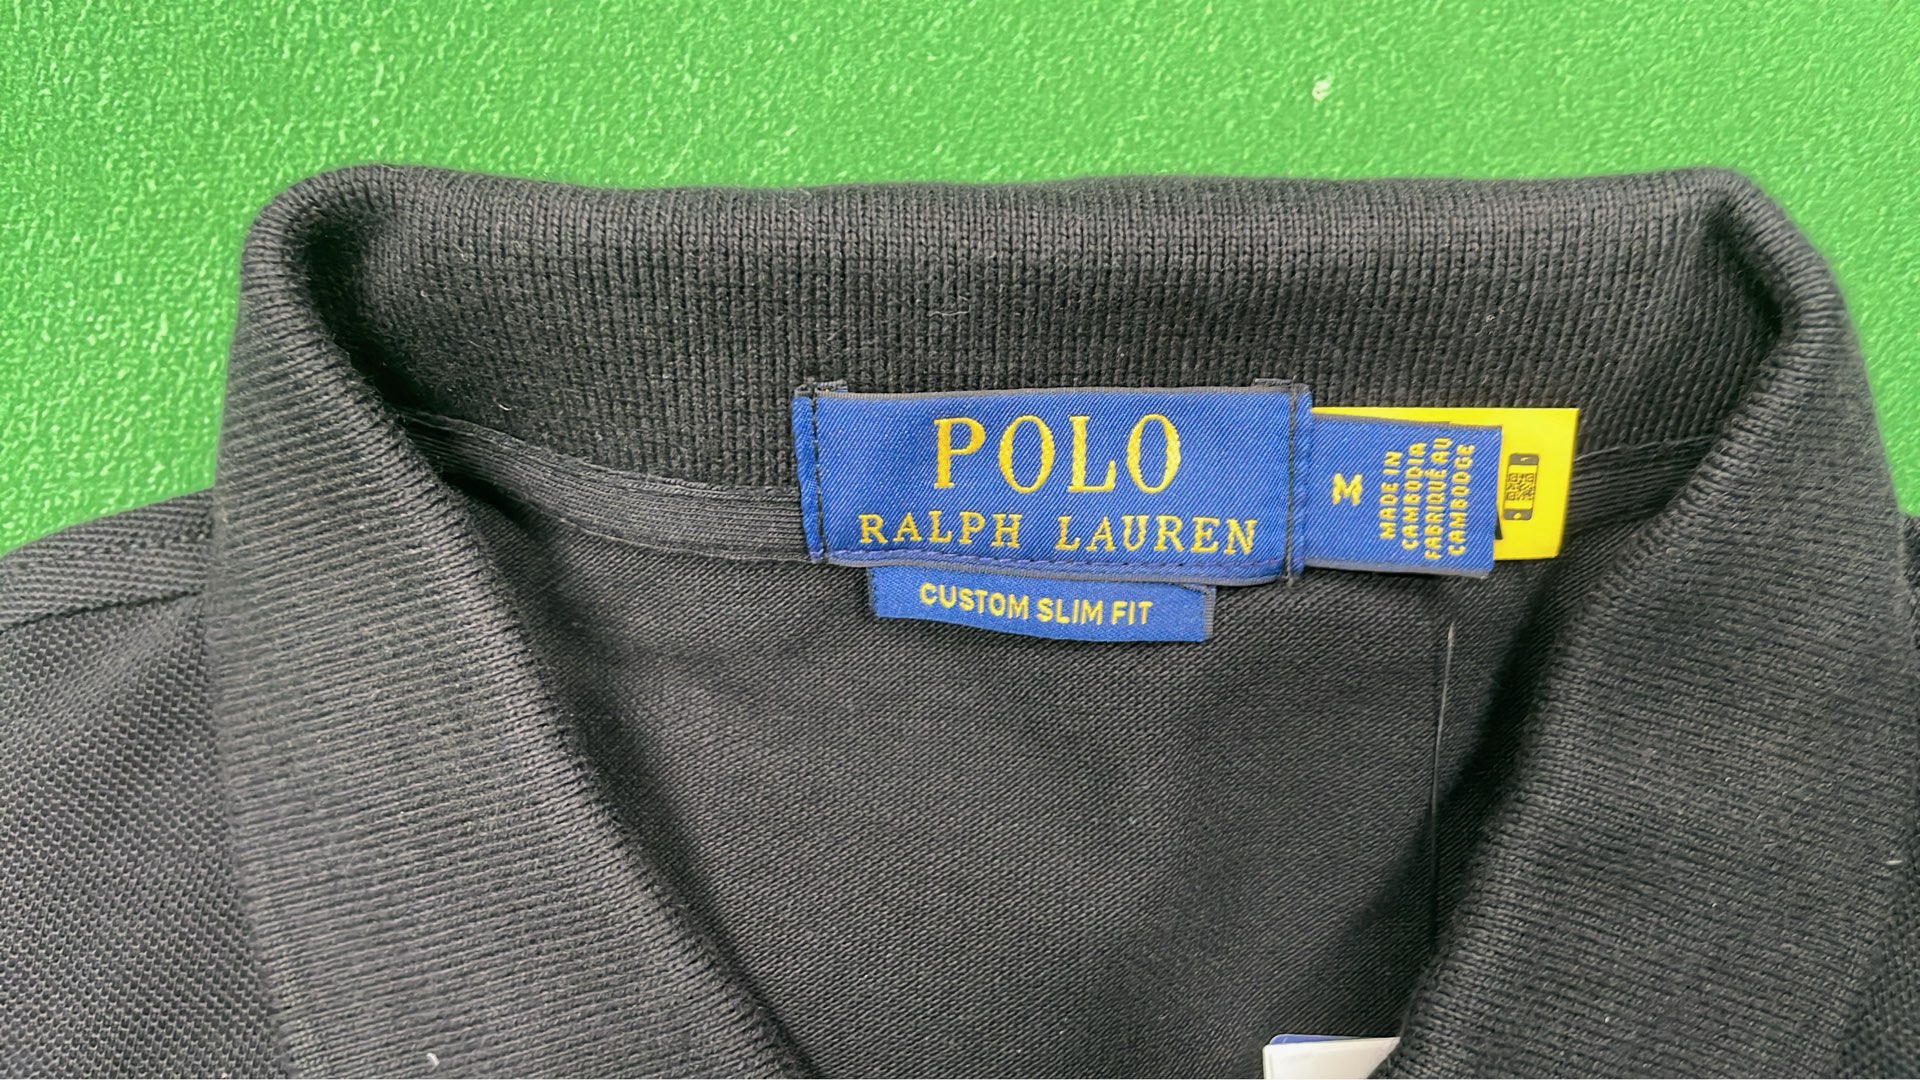 POLO
RALPH LAUREN
CUSTOM SLIM FIT
M
MADE IN
CAMBODIA
FABRIQUÉ AU
CAMBODGE